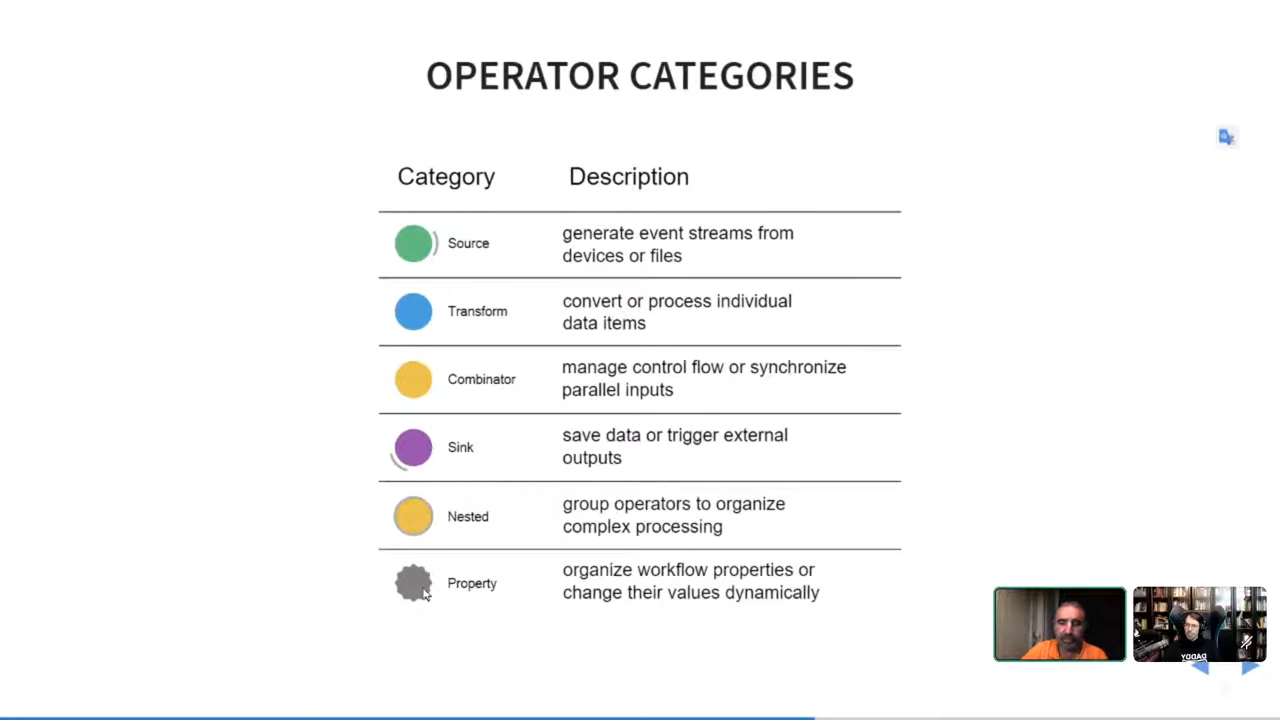 OPERATOR CATEGORIES
Category Description
Source
generate event streams from
devices or files
Transform
convert or process individual
data items
Combinator
manage control flow or synchronize
parallel inputs
Sink
save data or trigger external
outputs
Nested
group operators to organize
complex processing
Property
organize workflow properties or
change their values dynamically